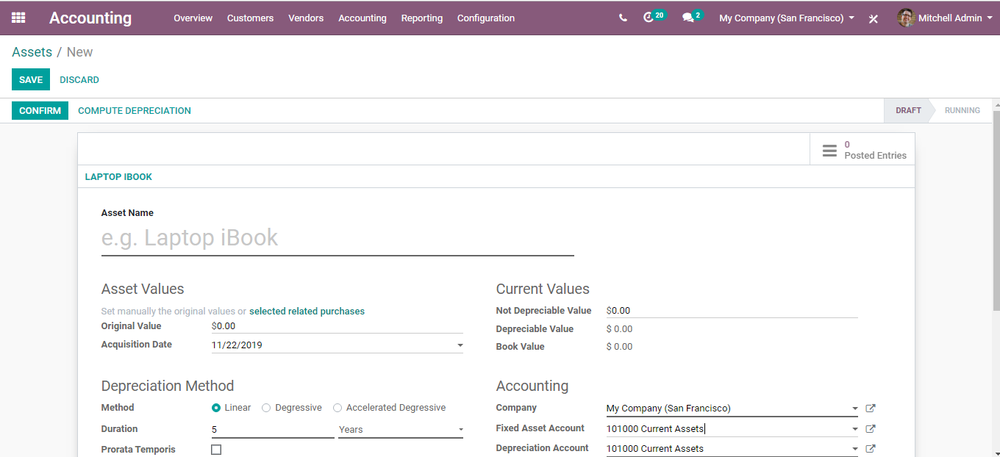 Accounting Overview Customers Vendors Accounting Reporting Configuration 20 2 My Company (San Francisco) Mitchell Admin
Assets / New
SAVE DISCARD
CONFIRM COMPUTE DEPRECIATION DRAFT RUNNING
0
Posted Entries
LAPTOP IBOOK
Asset Name
e.g. Laptop iBook
Asset Values
Set manually the original values or selected related purchases
Original Value $0.00
Acquisition Date 11/22/2019
Current Values
Not Depreciable Value $0.00
Depreciable Value $ 0.00
Book Value $ 0.00
Depreciation Method
Method Linear Degressive Accelerated Degressive
Duration 5 Years
Prorata Temporis
Accounting
Company My Company (San Francisco)
Fixed Asset Account 101000 Current Assets
Depreciation Account 101000 Current Assets